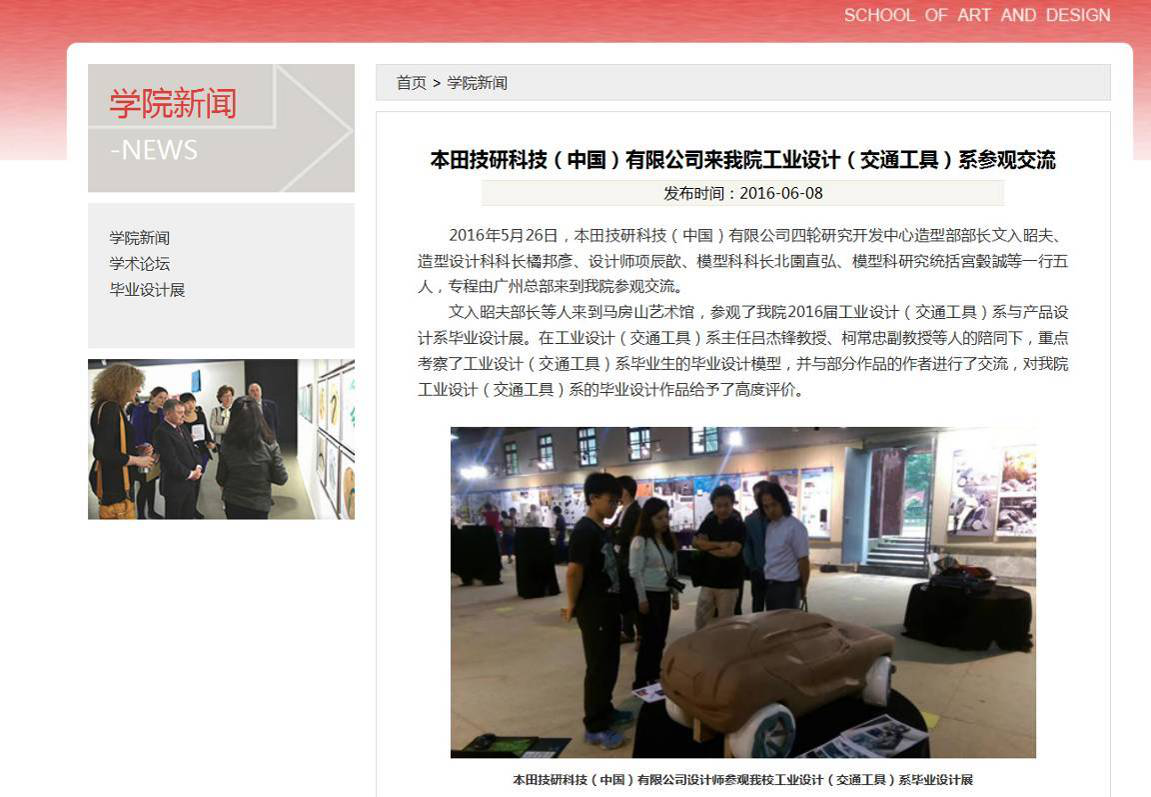 SCHOOL OF ART AND DESIGN
学院新闻
-NEWS
学院新闻
学术论坛
毕业设计展
首页 > 学院新闻
本田技研科技（中国）有限公司来我院工业设计（交通工具）系参观交流
发布时间：2016-06-08
2016年5月26日，本田技研科技（中国）有限公司四轮研究开发中心造型部部长文入昭夫、
造型设计科科长橘邦彥、设计师项辰歆、模型科科长北園直弘、模型科研究统括宮毅誠等一行五
人，专程由广州总部来到我院参观交流。
文入昭夫部长等人来到马房山艺术馆，参观了我院2016届工业设计（交通工具）系与产品设
计系毕业设计展。在工业设计（交通工具）系主任吕杰锋教授、柯常忠副教授等人的陪同下，重点
考察了工业设计（交通工具）系毕业生的毕业设计模型，并与部分作品的作者进行了交流，对我院
工业设计（交通工具）系的毕业设计作品给予了高度评价。
本田技研科技（中国）有限公司设计师参观我校工业设计（交通工具）系毕业设计展